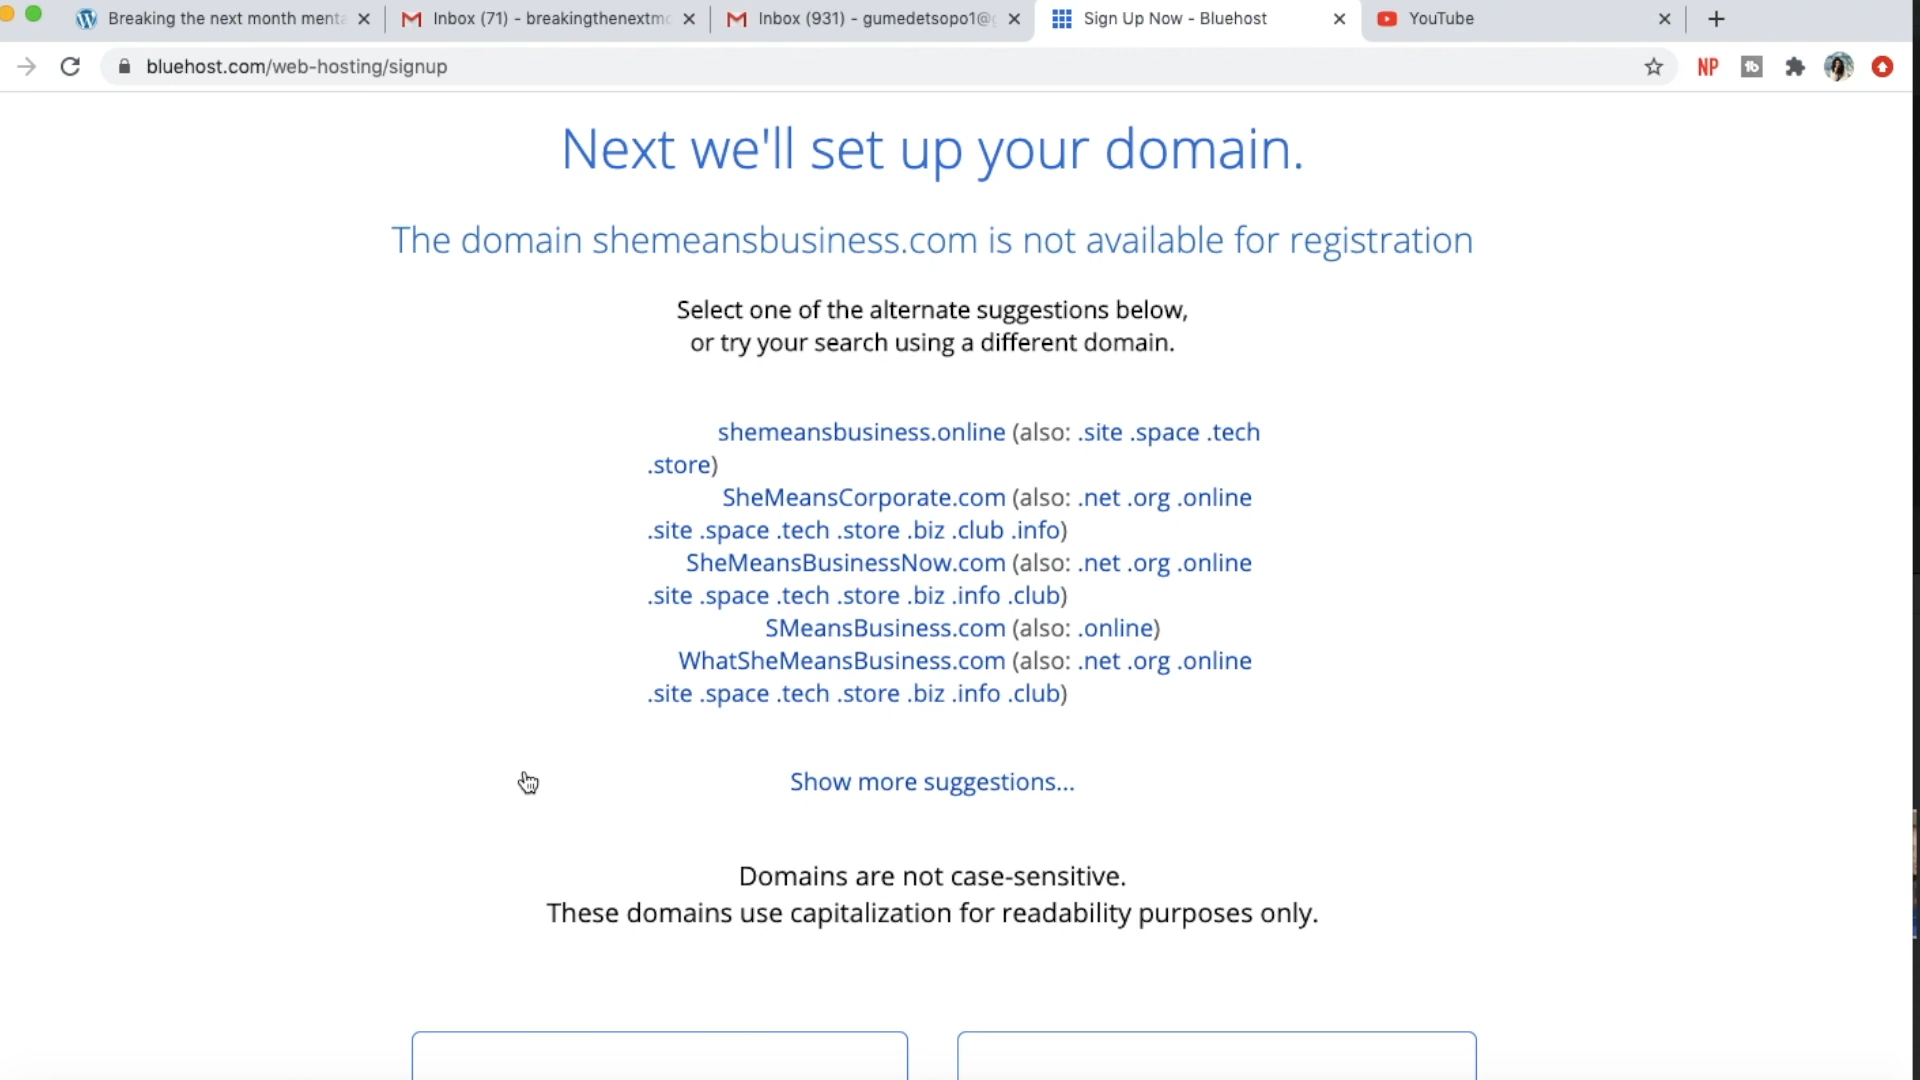 Breaking the next month menta
Inbox (71) - breakingthenextmo
Inbox (931) - gumedetsopo1@g
Sign Up Now - Bluehost
YouTube
bluehost.com/web-hosting/signup
NP
Next we'll set up your domain.
The domain shemeansbusiness.com is not available for registration
Select one of the alternate suggestions below,
or try your search using a different domain.
shemeansbusiness.online (also: .site .space .tech
.store)
SheMeansCorporate.com (also: .net .org .online
.site .space .tech .store .biz .club .info)
SheMeansBusinessNow.com (also: .net .org .online
.site .space .tech .store .biz .info .club)
SMeansBusiness.com (also: .online)
WhatSheMeansBusiness.com (also: .net .org .online
.site .space .tech .store .biz .info .club)
Show more suggestions...
Domains are not case-sensitive.
These domains use capitalization for readability purposes only.